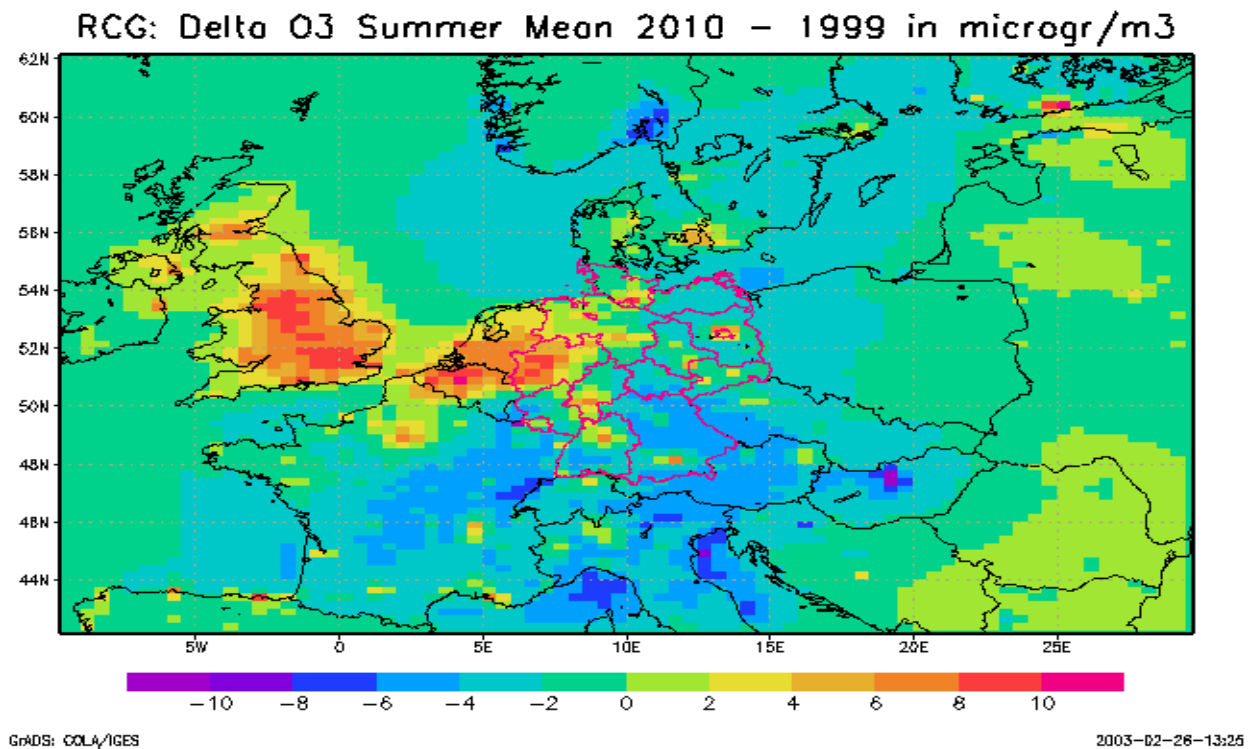 RCG: Delta O3 Summer Mean 2010 - 1999 in microgr/m3
62N
60N
58N
56N
54N
52N
50N
48N
46N
44N
5W 0 5E 10E 15E 20E 25E
-10 -8 -6 -4 -2 0 2 4 6 8 10
GrADS: COLA/IGES 2003-02-26-13:25